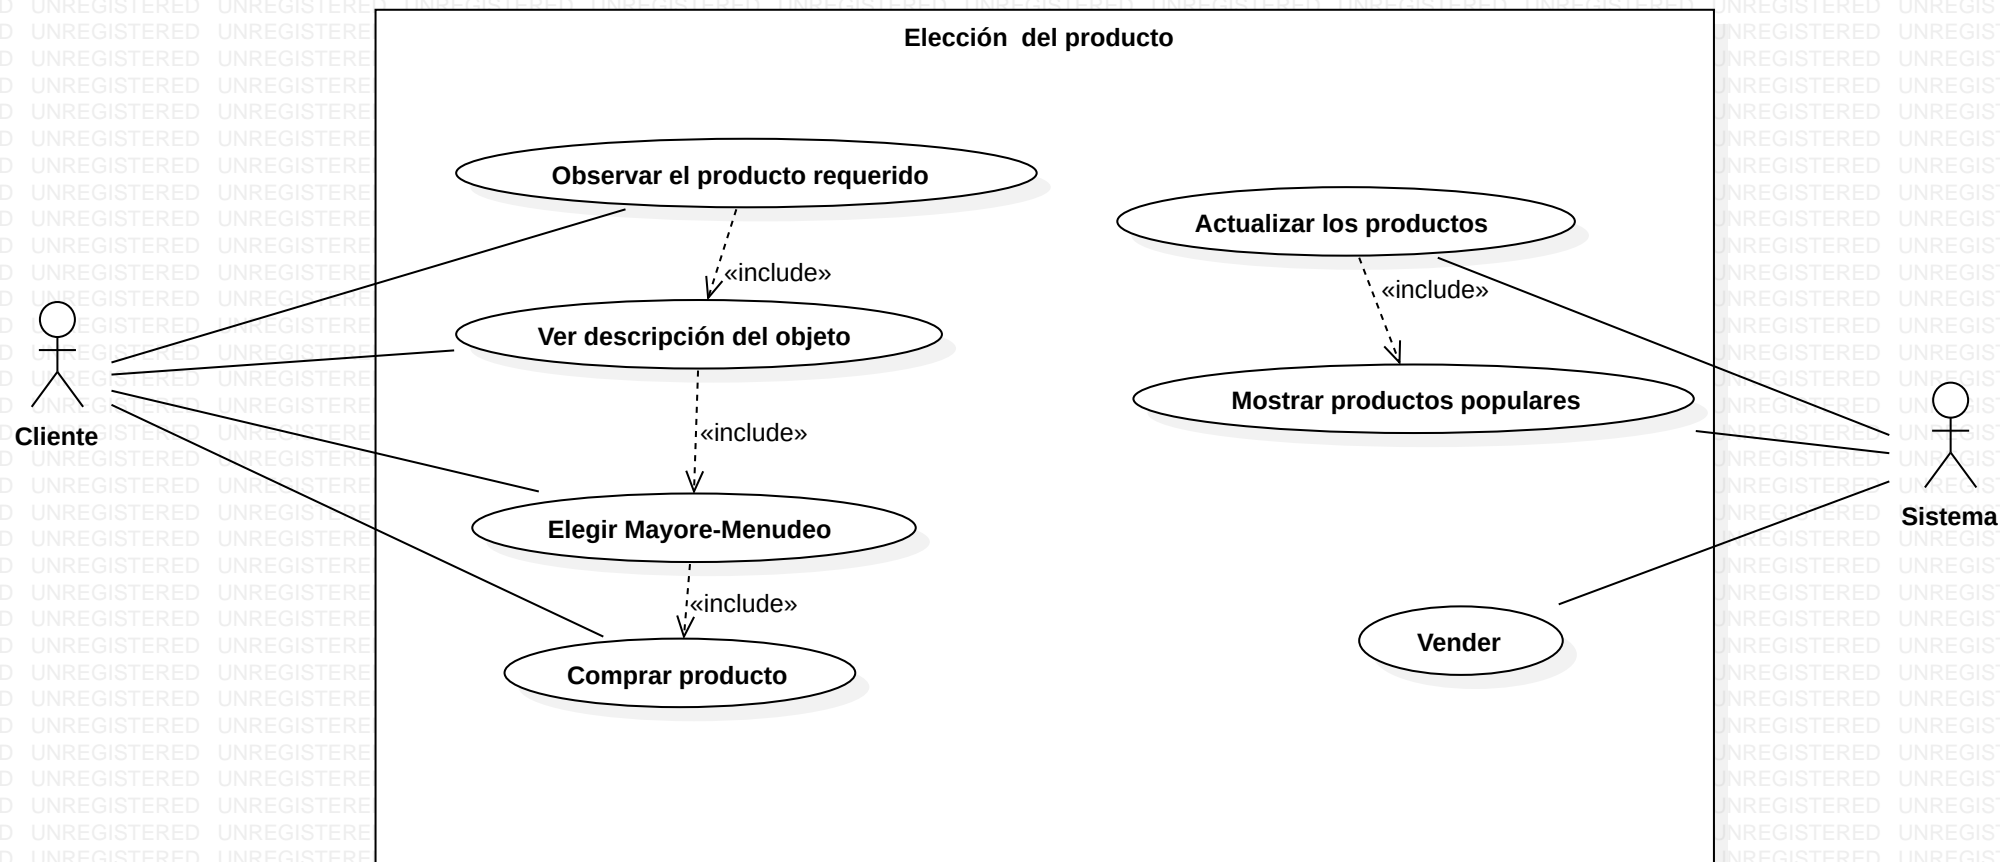 Elección  del producto
Observar el producto requerido
«include»
Ver descripción del objeto
«include»
Elegir Mayore-Menudeo
«include»
Comprar producto
Actualizar los productos
«include»
Mostrar productos populares
Vender
Cliente
Sistema
UNREGISTERED